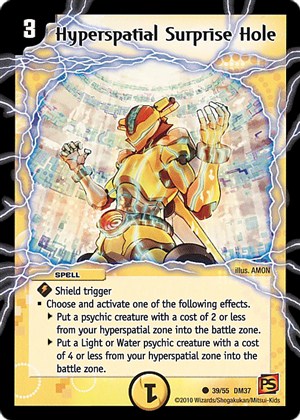 3
Hyperspatial Surprise Hole
illus. AMON
SPELL
Shield trigger
■ Choose and activate one of the following effects.
▶ Put a psychic creature with a cost of 2 or less
from your hyperspatial zone into the battle zone.
▶ Put a Light or Water psychic creature with a
cost of 4 or less from your hyperspatial zone into the
battle zone.
1
● 39/55 DM37
PS
©2010 Wizards/Shogakukan/Mitsui-Kids